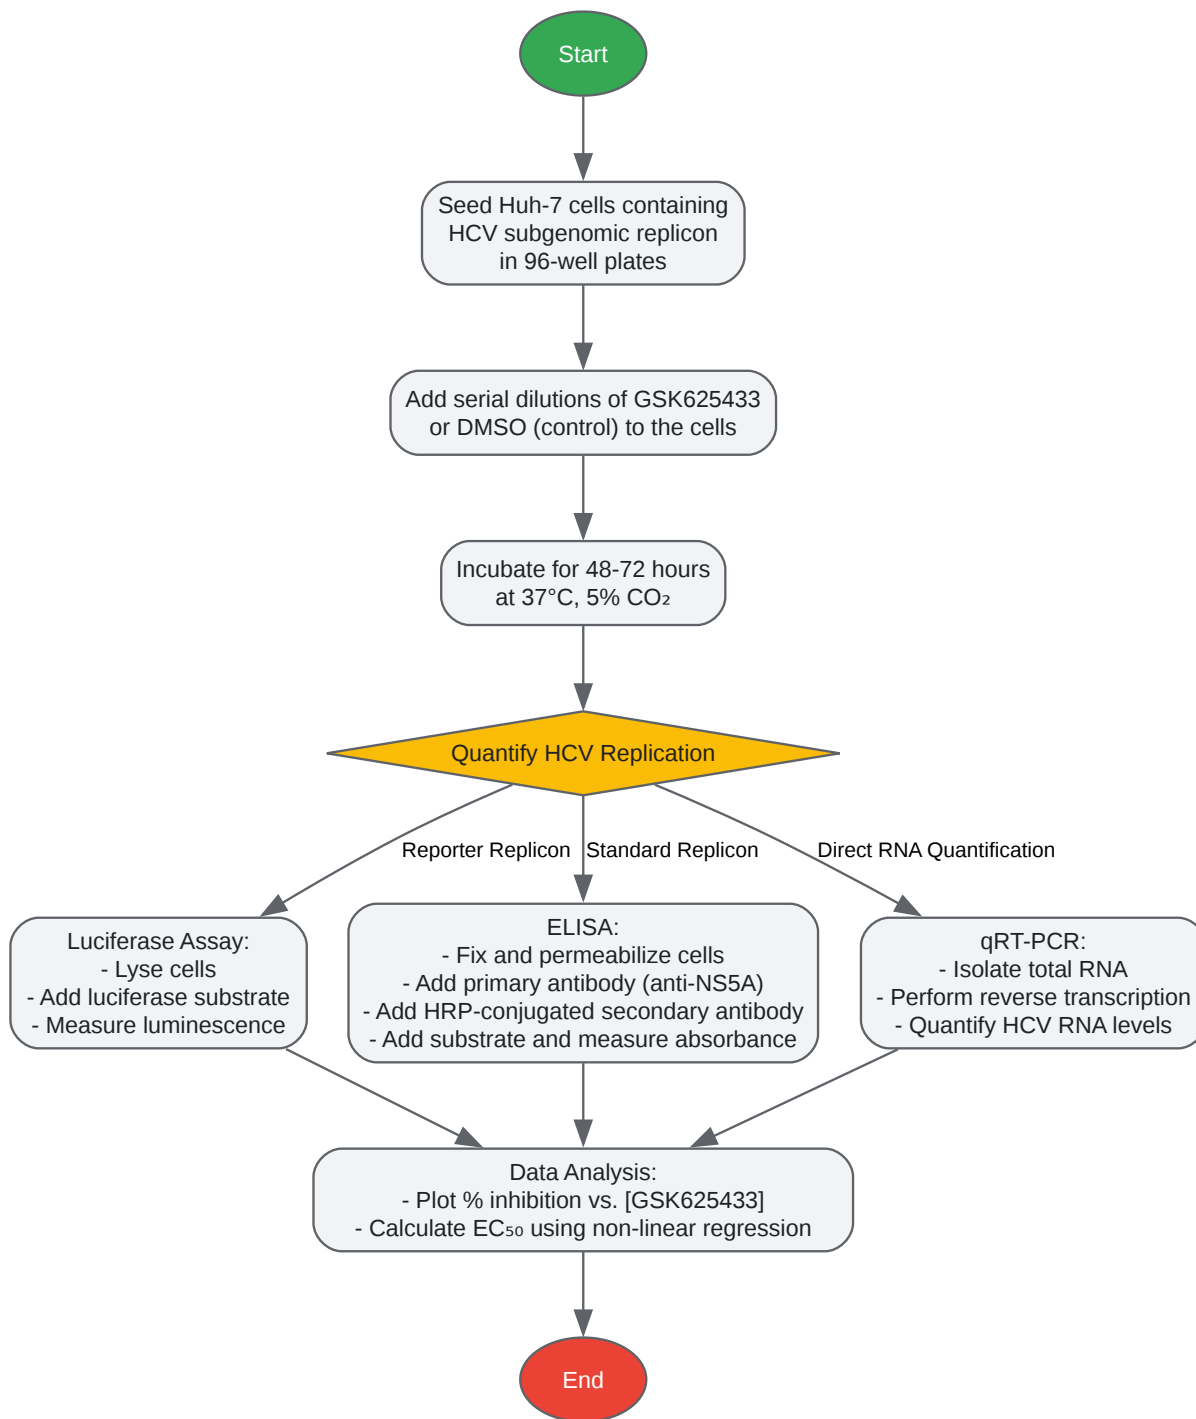 Start
Seed Huh-7 cells containing
HCV subgenomic replicon
in 96-well plates
Add serial dilutions of GSK625433
or DMSO (control) to the cells
Incubate for 48-72 hours
at 37°C, 5% CO₂
Quantify HCV Replication
Reporter Replicon
Standard Replicon
Direct RNA Quantification
Luciferase Assay:
- Lyse cells
- Add luciferase substrate
- Measure luminescence
ELISA:
- Fix and permeabilize cells
- Add primary antibody (anti-NS5A)
- Add HRP-conjugated secondary antibody
- Add substrate and measure absorbance
qRT-PCR:
- Isolate total RNA
- Perform reverse transcription
- Quantify HCV RNA levels
Data Analysis:
- Plot % inhibition vs. [GSK625433]
- Calculate EC₅₀ using non-linear regression
End